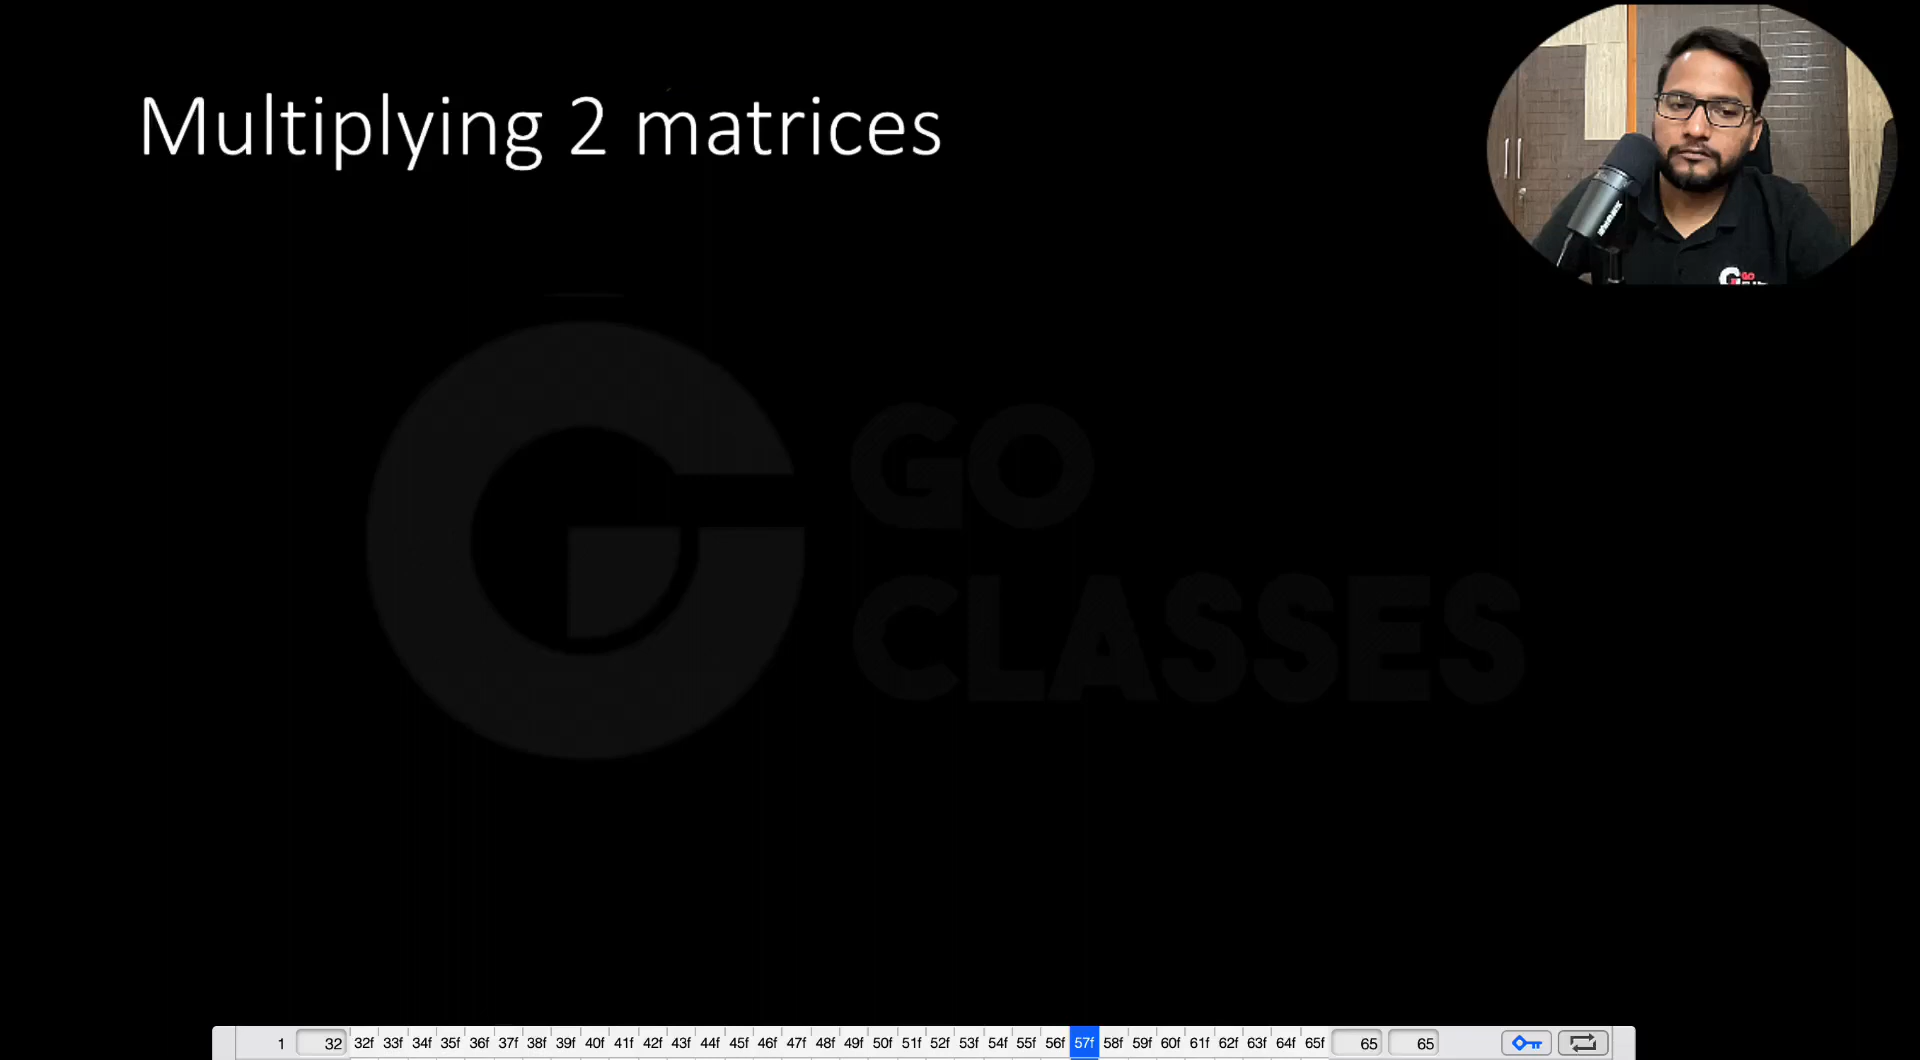 Multiplying 2 matrices
GO
GO
CLASSES
1 32 32f 33f 34f 35f 36f 37f 38f 39f 40f 41f 42f 43f 44f 45f 46f 47f 48f 49f 50f 51f 52f 53f 54f 55f 56f 57f 58f 59f 60f 61f 62f 63f 64f 65f 65 65